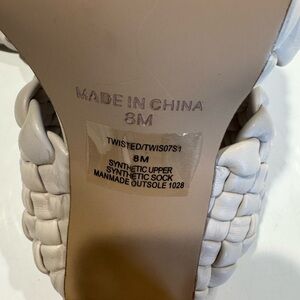 MADE IN CHINA
8M
TWISTED/TWIS07S1
8M
SYNTHETIC UPPER
SYNTHETIC SOCK
MANMADE OUTSOLE 1028